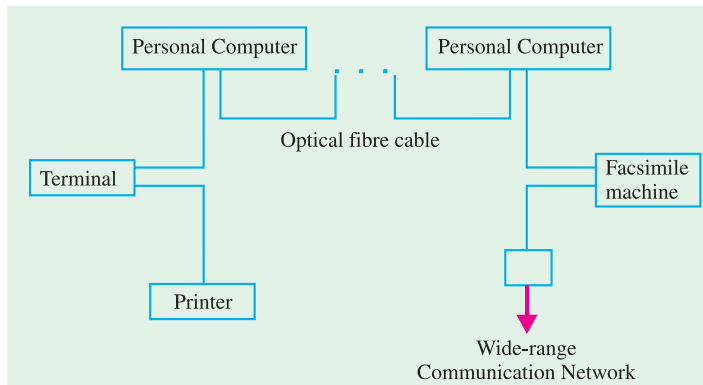 Personal Computer
Personal Computer
Optical fibre cable
Terminal
Facsimile
machine
Printer
Wide-range
Communication Network